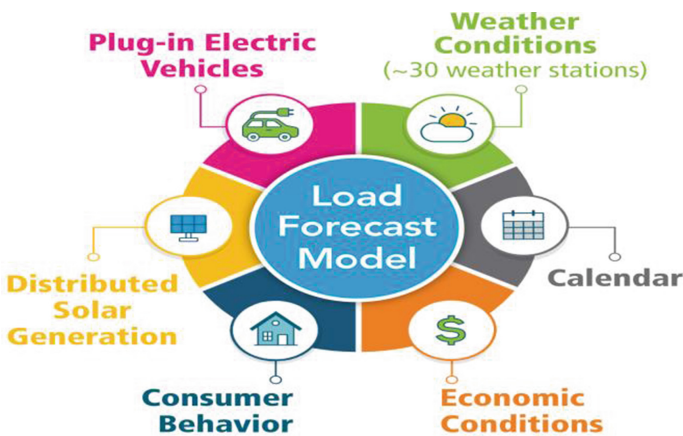 Plug-in Electric
Vehicles
Weather
Conditions
(~30 weather stations)
Load
Forecast
Model
Distributed
Solar
Generation
Calendar
Consumer
Behavior
$
Economic
Conditions